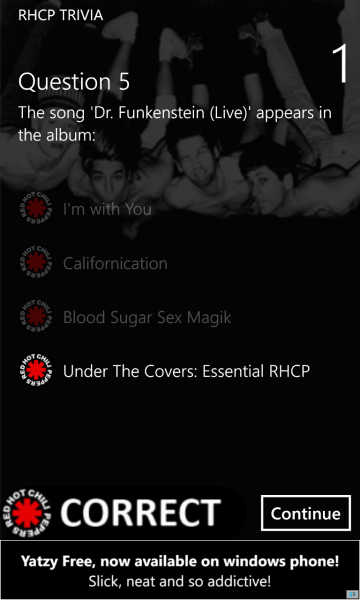 RHCP TRIVIA
1
Question 5
The song 'Dr. Funkenstein (Live)' appears in
the album:
RED HOT CHILI PEPPERS
I'm with You
RED HOT CHILI PEPPERS
Californication
RED HOT CHILI PEPPERS
Blood Sugar Sex Magik
RED HOT CHILI PEPPERS
Under The Covers: Essential RHCP
RED HOT CHILI PEPPERS
CORRECT
Continue
Yatzy Free, now available on windows phone!
Slick, neat and so addictive!